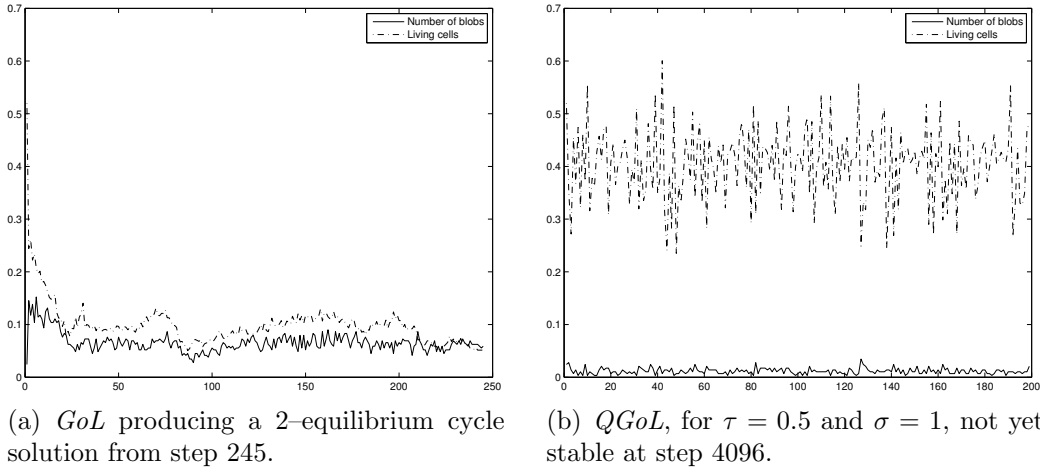 0.7
0.6
0.5
0.4
0.3
0.2
0.1
0
0 50 100 150 200 250
Number of blobs
Living cells
0.7
0.6
0.5
0.4
0.3
0.2
0.1
0
0 20 40 60 80 100 120 140 160 180 200
Number of blobs
Living cells
(a) GoL producing a 2–equilibrium cycle
solution from step 245.
(b) QGoL, for τ = 0.5 and σ = 1, not yet
stable at step 4096.